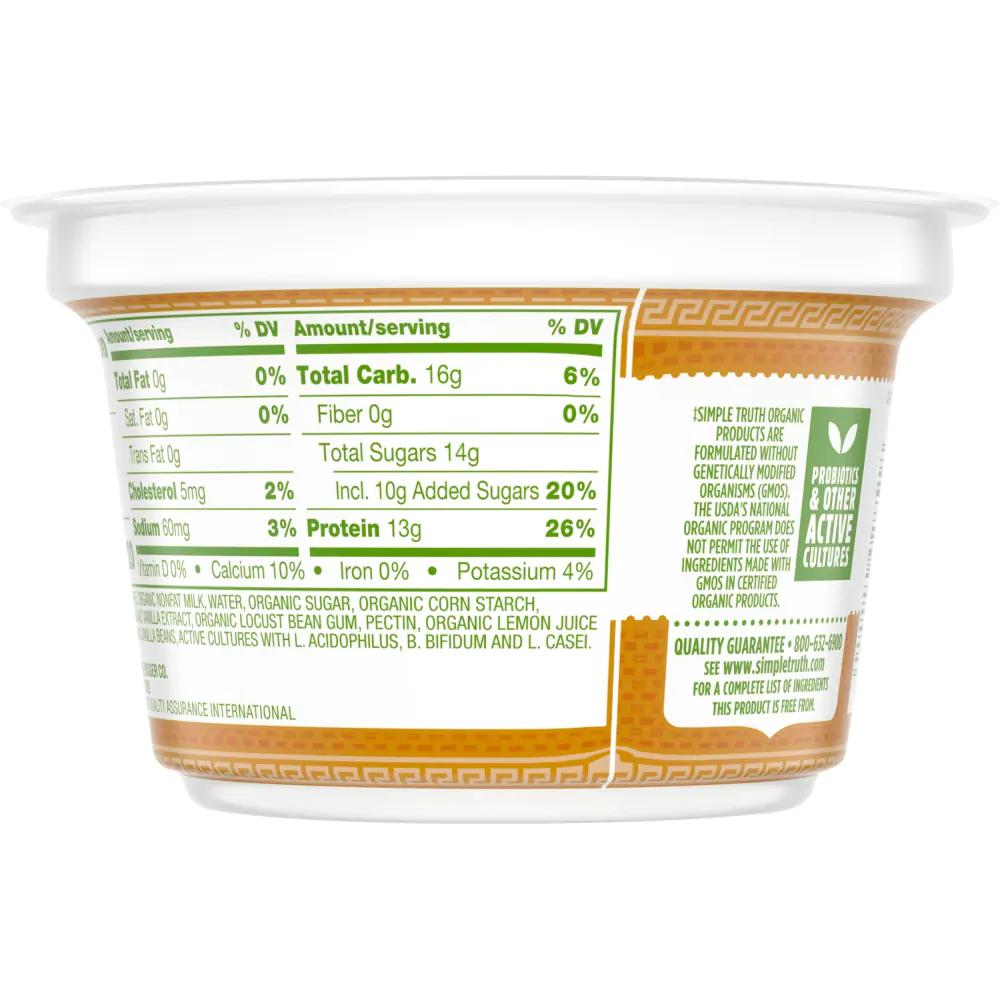 Amount/serving % DV Amount/serving % DV
Total Fat 0g 0% Total Carb. 16g 6%
Sat. Fat 0g 0% Fiber 0g 0%
Trans Fat 0g Total Sugars 14g
Cholesterol 5mg 2% Incl. 10g Added Sugars 20%
Sodium 60mg 3% Protein 13g 26%
Vitamin D 0% • Calcium 10% • Iron 0% • Potassium 4%
ORGANIC NONFAT MILK, WATER, ORGANIC SUGAR, ORGANIC CORN STARCH,
VANILLA EXTRACT, ORGANIC LOCUST BEAN GUM, PECTIN, ORGANIC LEMON JUICE
VANILLA BEANS, ACTIVE CULTURES WITH L. ACIDOPHILUS, B. BIFIDUM AND L. CASEI.
CO.
ASSURANCE INTERNATIONAL
‡SIMPLE TRUTH ORGANIC
PRODUCTS ARE
FORMULATED WITHOUT
GENETICALLY MODIFIED
ORGANISMS (GMOS).
THE USDA'S NATIONAL
ORGANIC PROGRAM DOES
NOT PERMIT THE USE OF
INGREDIENTS MADE WITH
GMOS IN CERTIFIED
ORGANIC PRODUCTS.
PROBIOTICS
& OTHER
ACTIVE
CULTURES
QUALITY GUARANTEE • 800-632-6900
SEE www.simpletruth.com
FOR A COMPLETE LIST OF INGREDIENTS
THIS PRODUCT IS FREE FROM.